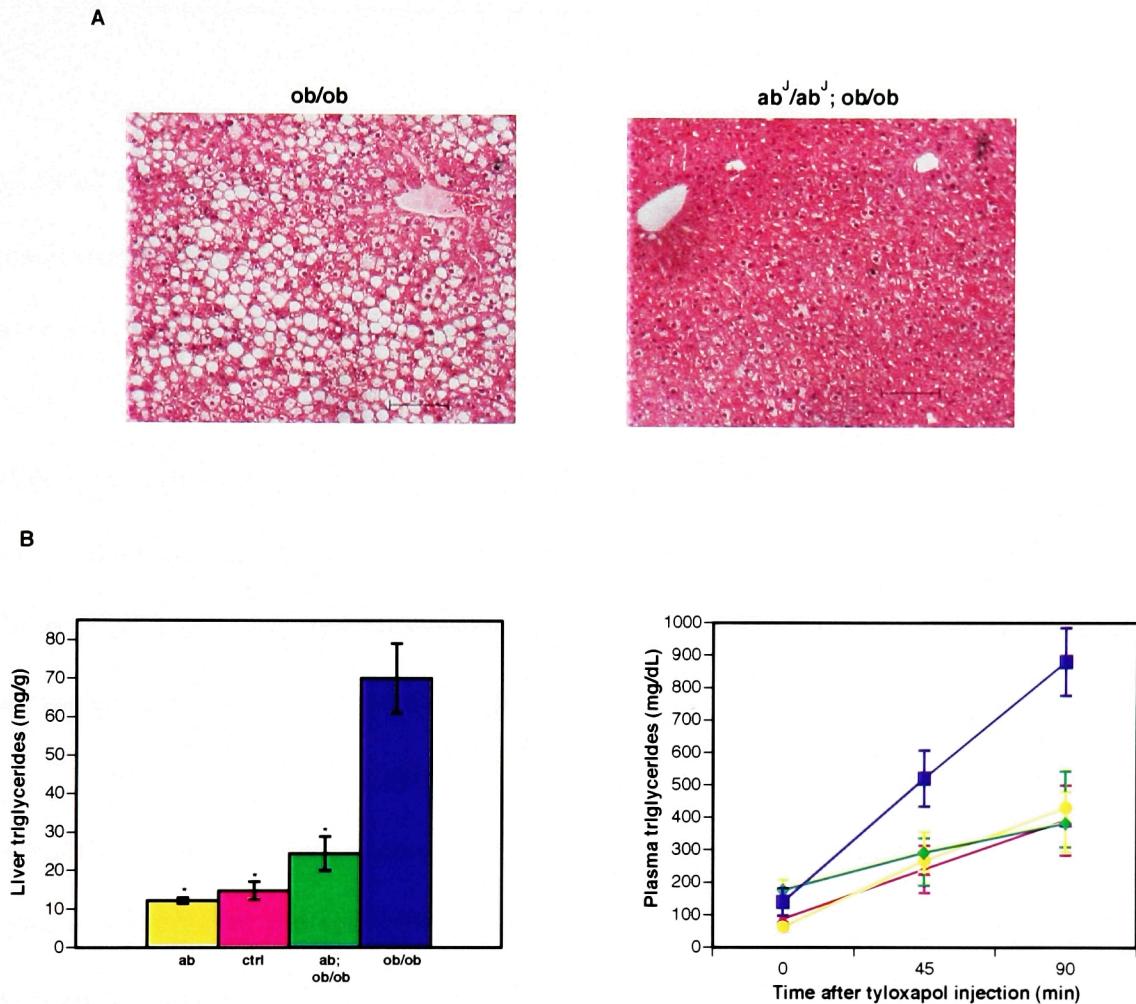 A
ob/ob
abJ/abJ; ob/ob
B
Liver triglycerides (mg/g)
80
70
60
50
40
30
20
10
0
*
*
*
ab
ctrl
ab;
ob/ob
ob/ob
Plasma triglycerides (mg/dL)
1000
900
800
700
600
500
400
300
200
100
0
0
45
90
Time after tyloxapol injection (min)